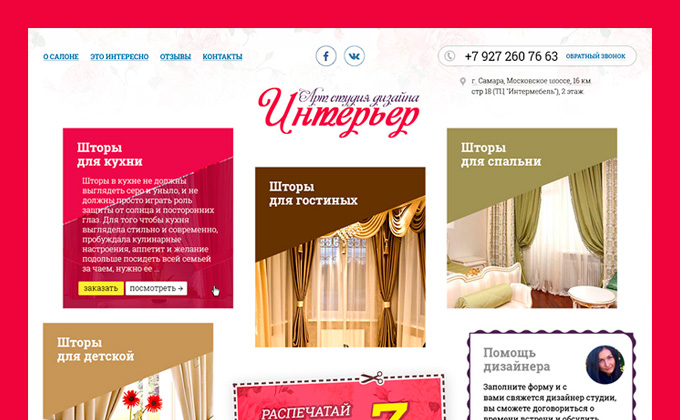 О САЛОНЕ ЭТО ИНТЕРЕСНО ОТЗЫВЫ КОНТАКТЫ
+7 927 260 76 63 ОБРАТНЫЙ ЗВОНОК
г. Самара, Московское шоссе, 16 км
стр 18 (ТЦ "Интермебель"), 2 этаж
Арт студия дизайна
Интерьер
Шторы
для кухни
Шторы в кухне не должны
выглядеть серо и уныло, и не
должны просто играть роль
защиты от солнца и посторонних
глаз. Для того чтобы кухня
выглядела стильно и современно,
пробуждала кулинарные
настроения, аппетит и желание
подольше посидеть всей семьей
за чаем, нужно ее ...
заказать посмотреть →
Шторы
для гостиных
Шторы
для спальни
Шторы
для детской
РАСПЕЧАТАЙ
7
Помощь
дизайнера
Заполните форму и с
вами свяжется дизайнер студии,
вы сможете договориться о
времени встречи и обсудить